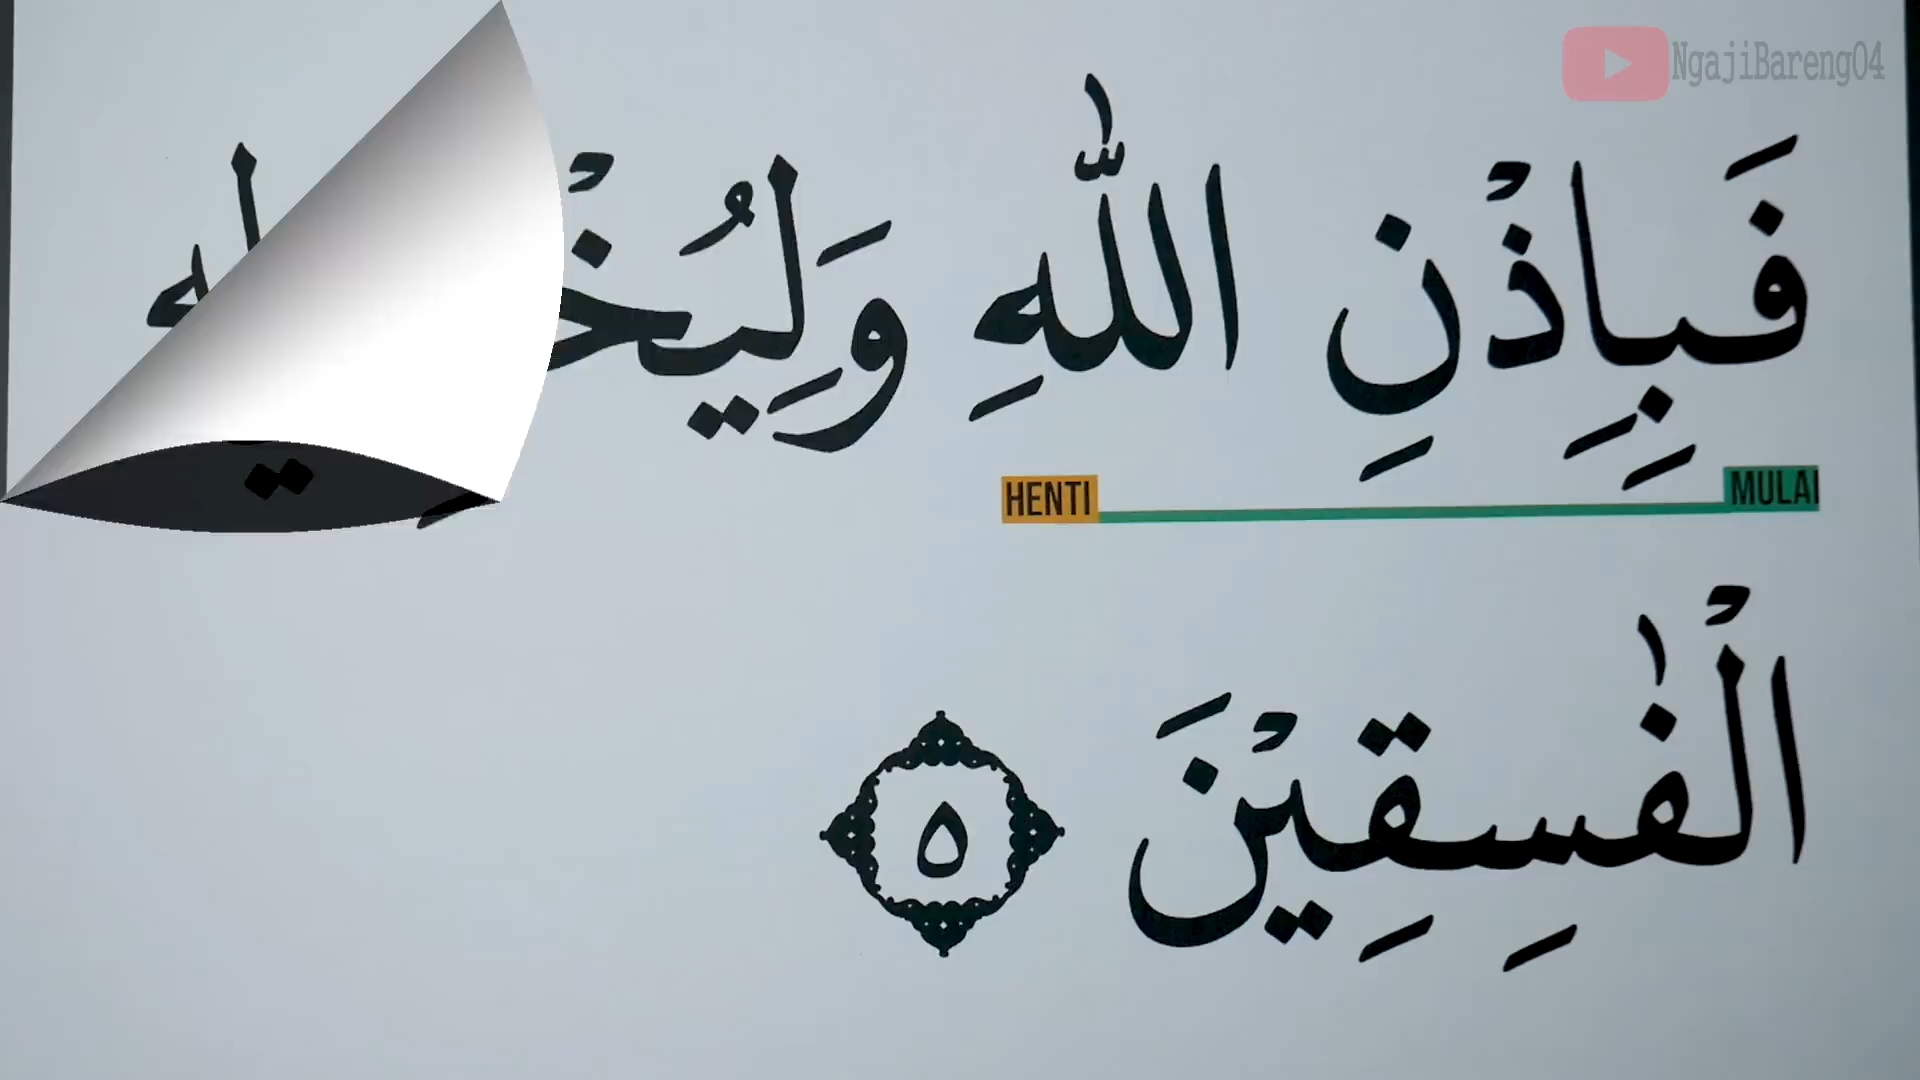 NgajiBareng04
فَبِاِذْنِ اللّٰهِ وَلِيُخْ
HENTI MULAI
الْفٰسِقِيْنَ ٥